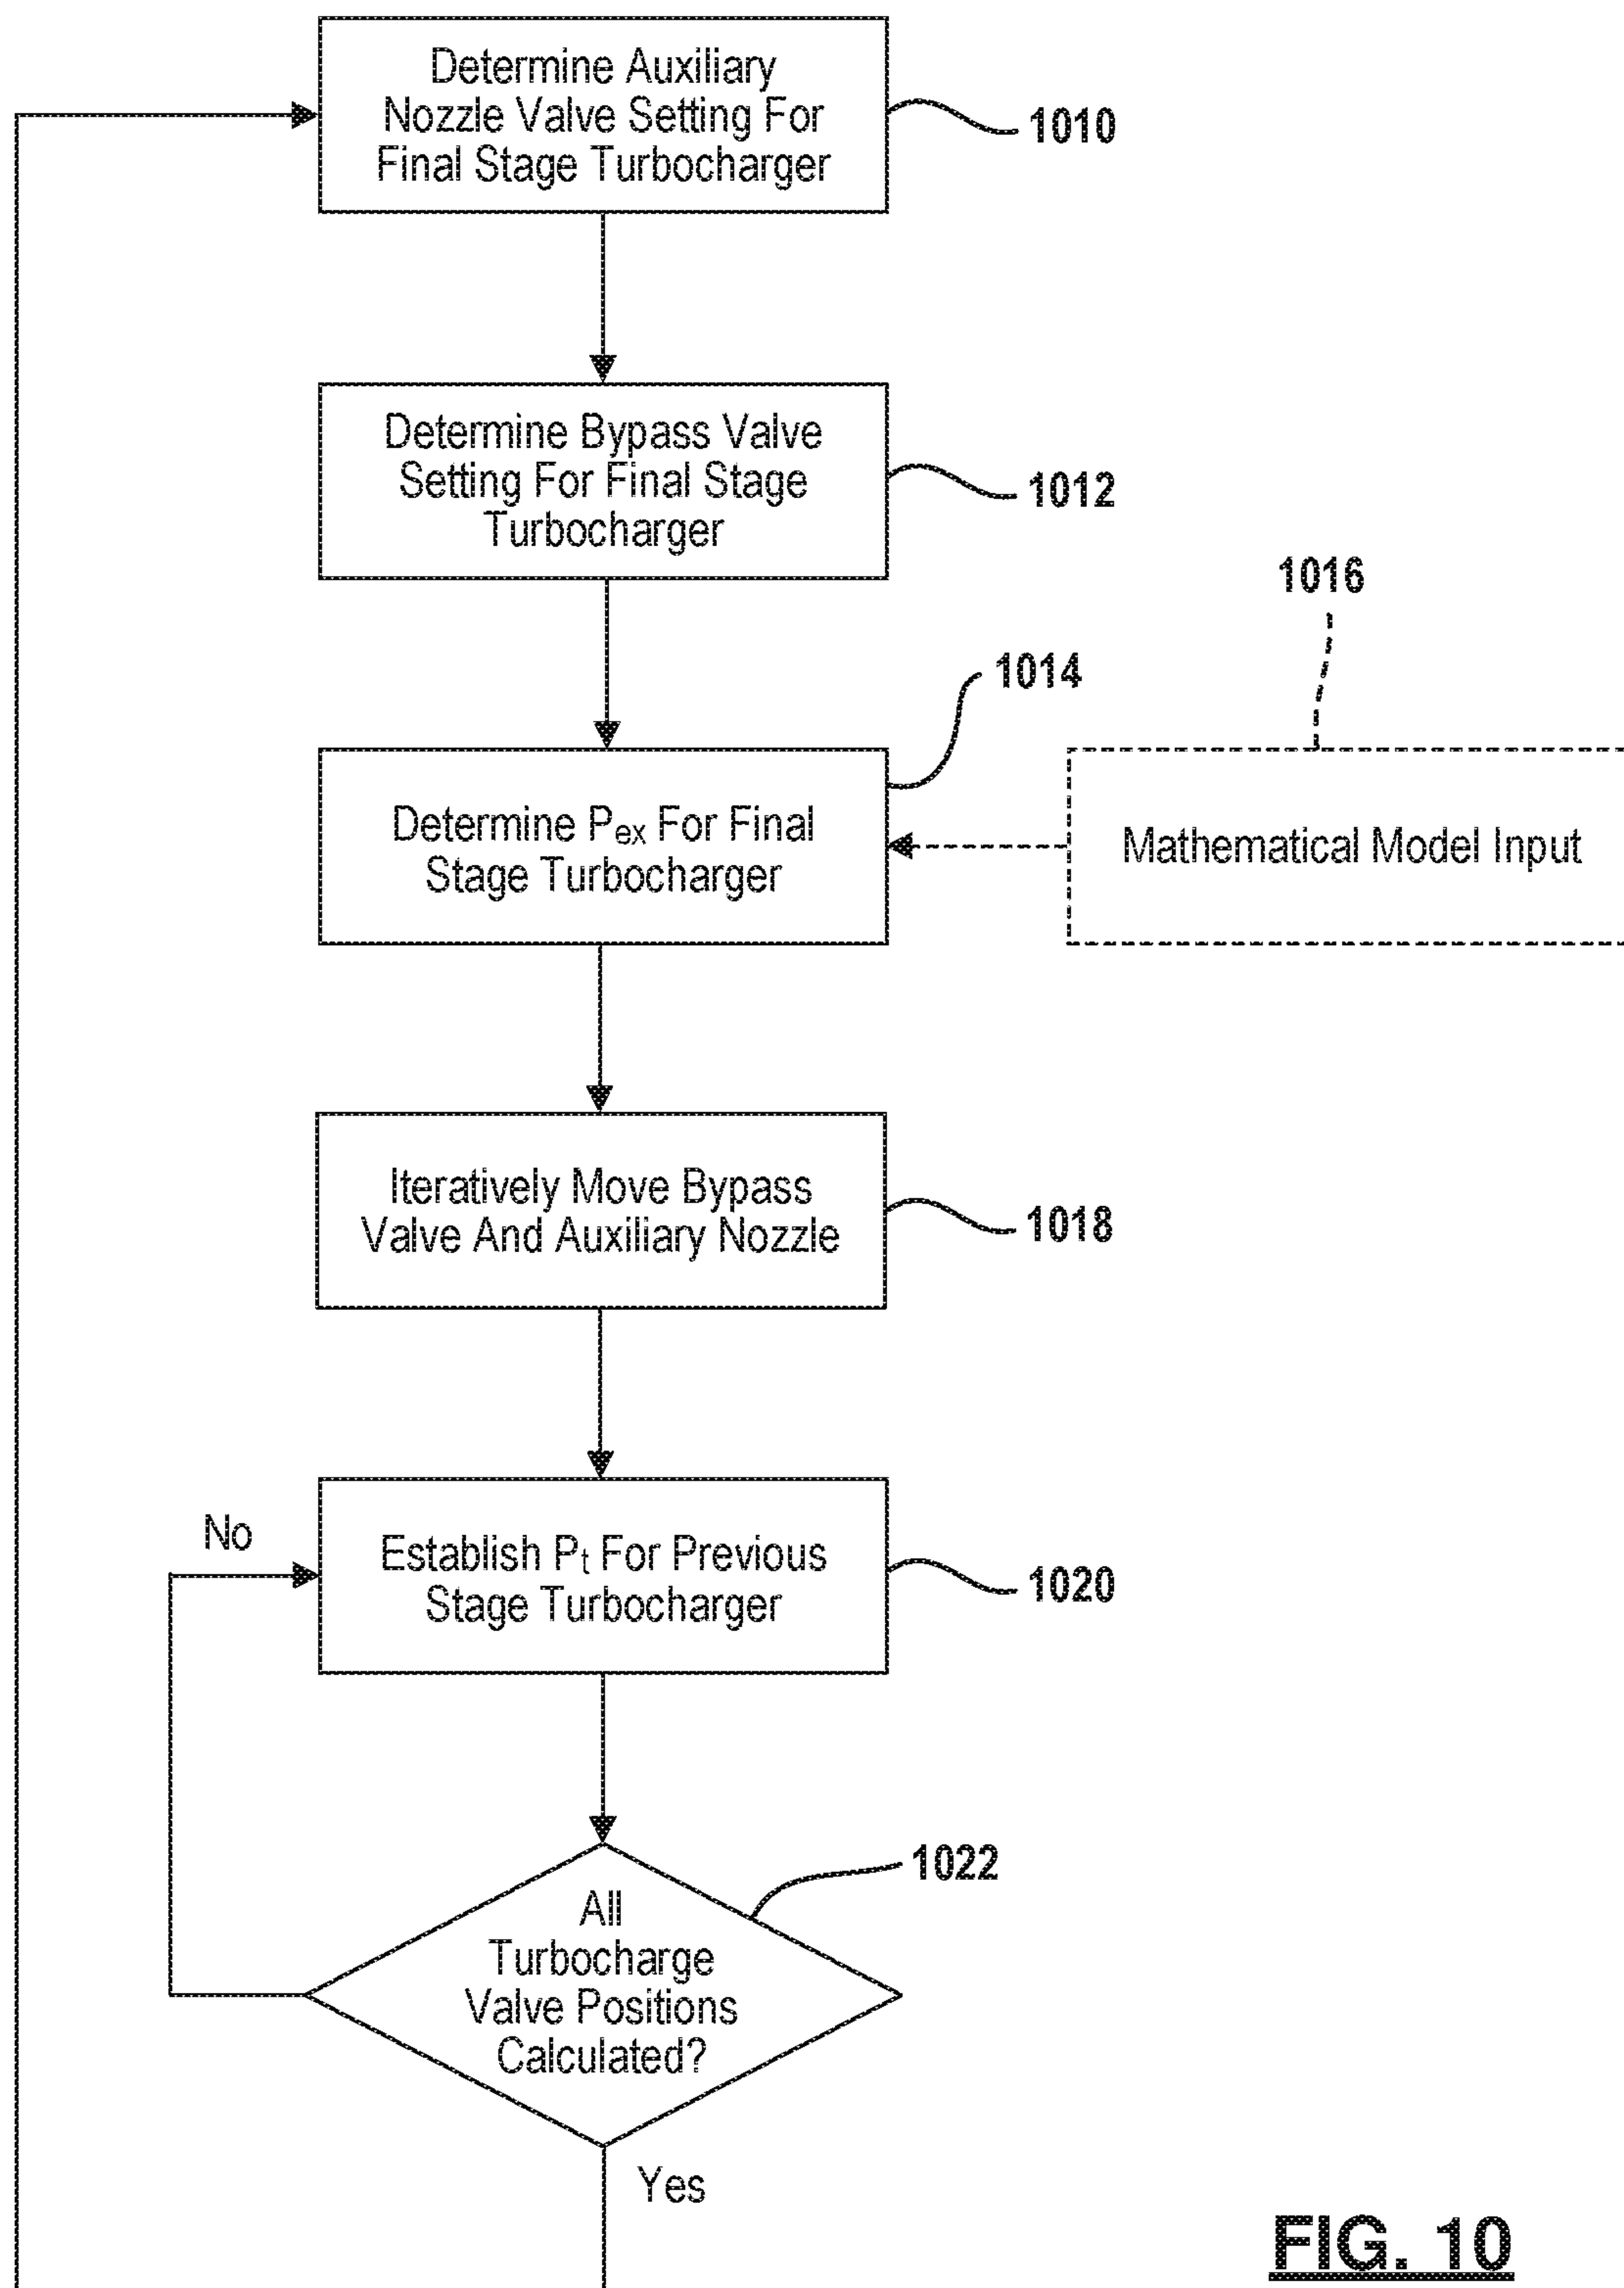 Determine Auxiliary
Nozzle Valve Setting For
Final Stage Turbocharger
1010
Determine Bypass Valve
Setting For Final Stage
Turbocharger
1012
1016
1014
Determine Pex For Final
Stage Turbocharger
Mathematical Model Input
Iteratively Move Bypass
Valve And Auxiliary Nozzle
1018
No
Establish Pt For Previous
Stage Turbocharger
1020
1022
All
Turbocharge
Valve Positions
Calculated?
Yes
FIG. 10